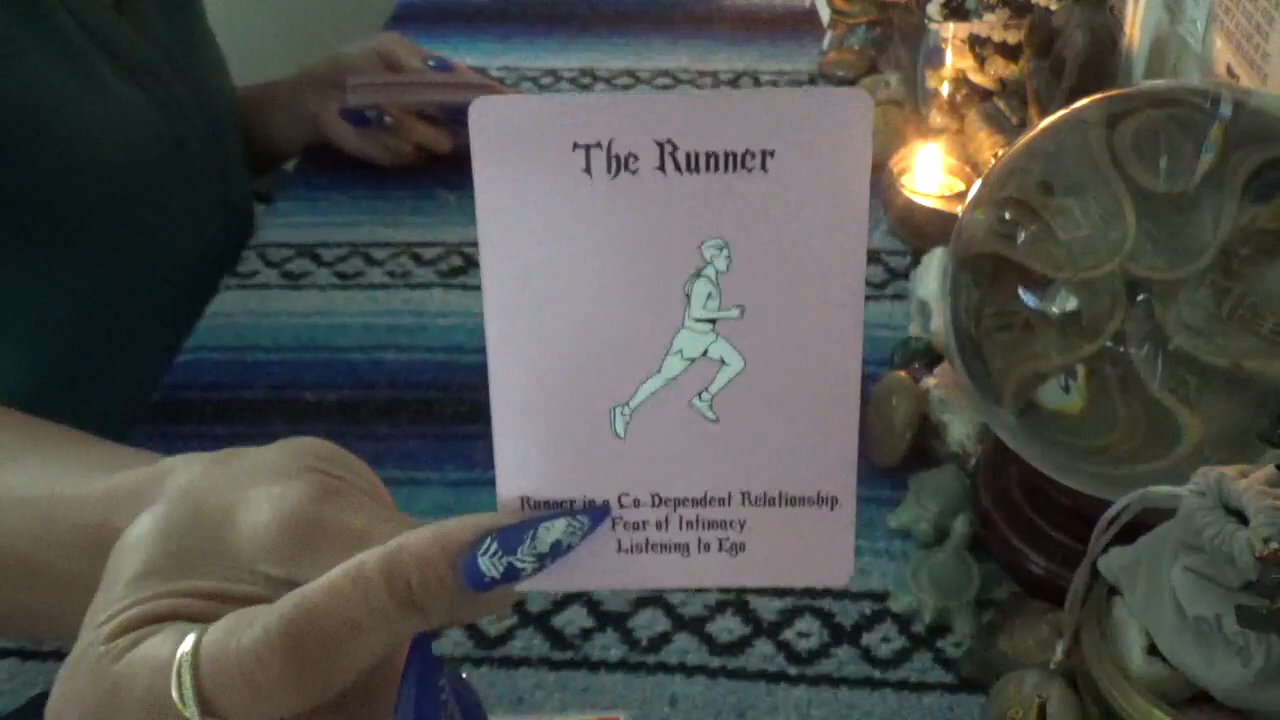 The Runner
Runner in a Co-Dependent Relationship.
Fear of Intimacy
Listening to Ego